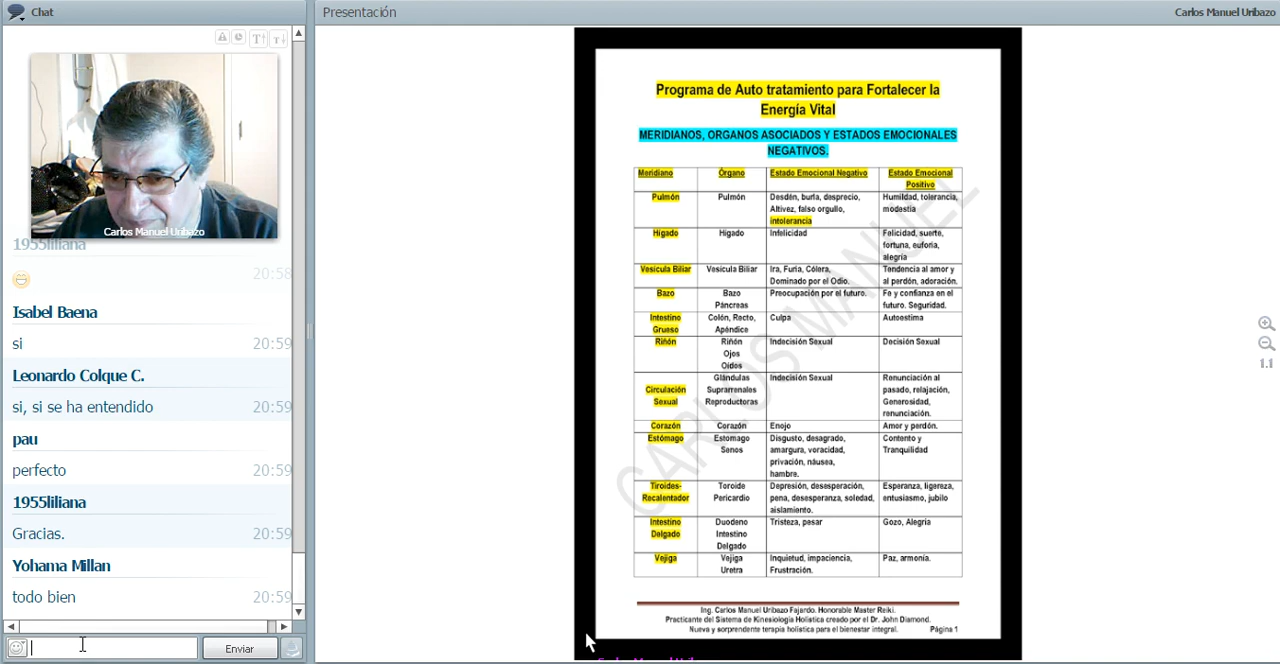 Chat
Carlos Manuel Uribazo
1955liliana
20:58
Isabel Baena
si
20:59
Leonardo Colque C.
si, si se ha entendido
20:59
pau
perfecto
20:59
1955liliana
Gracias.
20:59
Yohama Millan
todo bien
20:59
Enviar
Presentación
Carlos Manuel Uribazo
Programa de Auto tratamiento para Fortalecer la
Energía Vital
MERIDIANOS, ORGANOS ASOCIADOS Y ESTADOS EMOCIONALES
NEGATIVOS.
Meridiano Órgano Estado Emocional Negativo Estado Emocional
Positivo
Pulmón Pulmón Desdén, burla, desprecio, Humildad, tolerancia,
Altivez, falso orgullo, modestia
intolerancia
Hígado Hígado Infelicidad Felicidad, suerte,
fortuna, euforia,
alegría
Vesícula Biliar Vesícula Biliar Ira, Furia, Cólera, Tendencia al amor y
Dominado por el Odio. al perdón, adoración.
Bazo Bazo Preocupación por el futuro. Fe y confianza en el
Páncreas futuro. Seguridad.
Intestino Colón, Recto, Culpa Autoestima
Grueso Apéndice
Riñón Riñón Indecisión Sexual Decisión Sexual
Ojos
Oídos
Glándulas Indecisión Sexual Renunciación al
Circulación Suprarrenales pasado, relajación,
Sexual Reproductoras Generosidad,
renunciación.
Corazón Corazón Enojo Amor y perdón.
Estómago Estomago Disgusto, desagrado, Contento y
Senos amargura, voracidad, Tranquilidad
privación, náusea,
hambre.
Tiroides- Toroide Depresión, desesperación, Esperanza, ligereza,
Recalentador Pericardio pena, desesperanza, soledad, entusiasmo, jubilo
aislamiento.
Intestino Duodeno Tristeza, pesar Gozo, Alegría
Delgado Intestino
Delgado
Vejiga Vejiga Inquietud, impaciencia, Paz, armonía.
Uretra Frustración.
CARLOS MANUEL
Ing. Carlos Manuel Uribazo Fajardo. Honorable Master Reiki.
Practicante del Sistema de Kinesiología Holística creado por el Dr. John Diamond.
Nueva y sorprendente terapia holística para el bienestar integral. Página 1
1.1